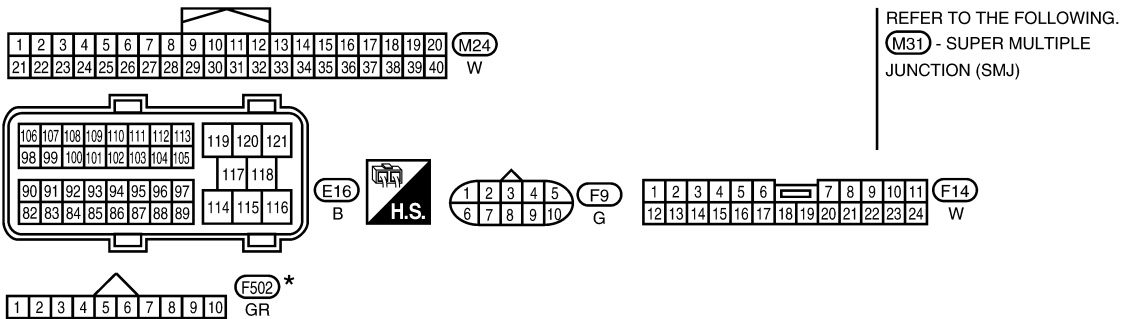 1 2 3 4 5 6 7 8 9 10 11 12 13 14 15 16 17 18 19 20 M24
21 22 23 24 25 26 27 28 29 30 31 32 33 34 35 36 37 38 39 40 W
REFER TO THE FOLLOWING.
M31 - SUPER MULTIPLE
JUNCTION (SMJ)
106 107 108 109 110 111 112 113 119 120 121
98 99 100 101 102 103 104 105
117 118
90 91 92 93 94 95 96 97
82 83 84 85 86 87 88 89 114 115 116
E16
B
H.S.
1 2 3 4 5 F9
6 7 8 9 10 G
1 2 3 4 5 6 7 8 9 10 11 F14
12 13 14 15 16 17 18 19 20 21 22 23 24 W
F502 *
1 2 3 4 5 6 7 8 9 10 GR